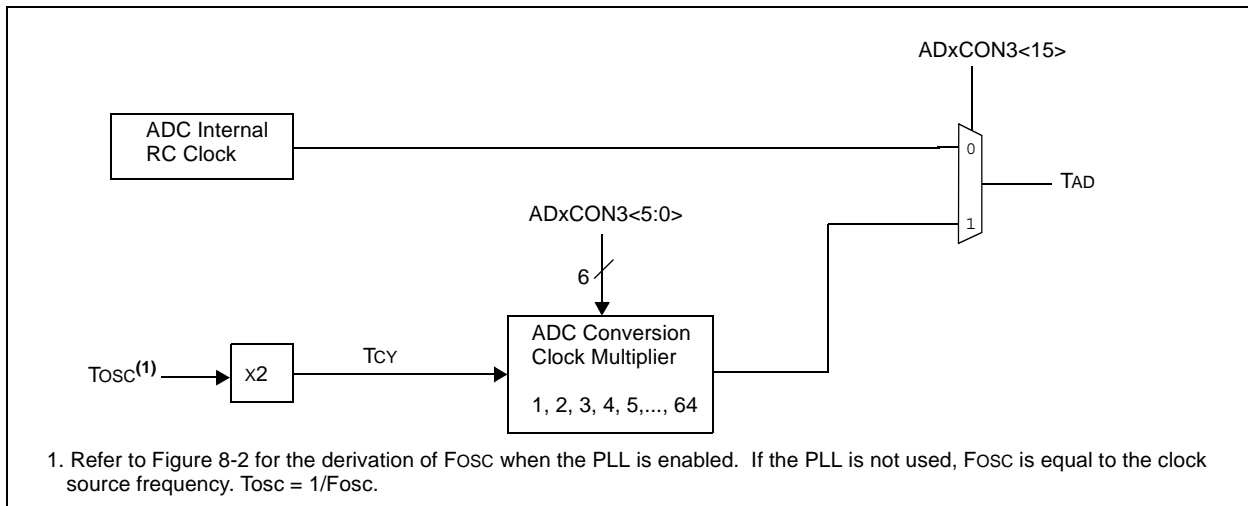 ADxCON3<15>
ADC Internal
RC Clock
0
TAD
ADxCON3<5:0>
1
6
ADC Conversion
Clock Multiplier
TOSC(1)
X2
TCY
1, 2, 3, 4, 5,..., 64
1. Refer to Figure 8-2 for the derivation of FOSC when the PLL is enabled. If the PLL is not used, FOSC is equal to the clock
source frequency. Tosc = 1/Fosc.